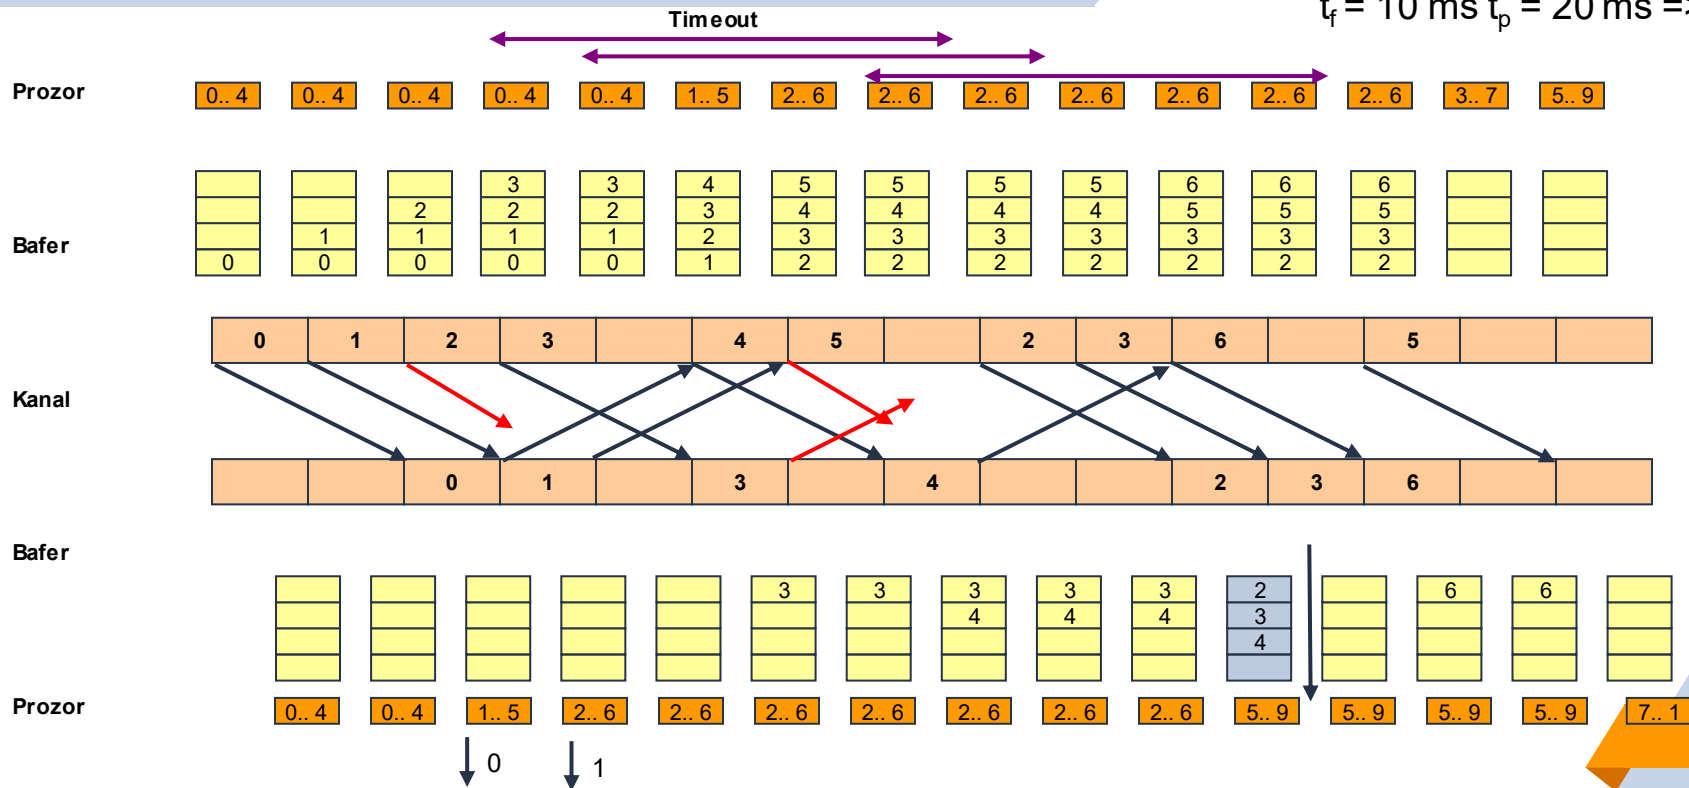 t_f = 10 ms t_p = 20 ms =>
Timeout
Prozor 0.. 4 0.. 4 0.. 4 0.. 4 0.. 4 1.. 5 2.. 6 2.. 6 2.. 6 2.. 6 2.. 6 2.. 6 2.. 6 3.. 7 5.. 9
3 3 4 5 5 5 5 6 6 6
2 2 2 3 4 4 4 4 5 5 5
1 1 1 1 2 3 3 3 3 3 3 3
Bafer
0 0 0 0 0 1 2 2 2 2 2 2 2
0 1 2 3 4 5 2 3 6 5
Kanal
0 1 3 4 2 3 6
Bafer
3 3 3 3 3 2 6 6
4 4 4 3
4
Prozor 0.. 4 0.. 4 1.. 5 2.. 6 2.. 6 2.. 6 2.. 6 2.. 6 2.. 6 2.. 6 5.. 9 5.. 9 5.. 9 5.. 9 7.. 1
0 1